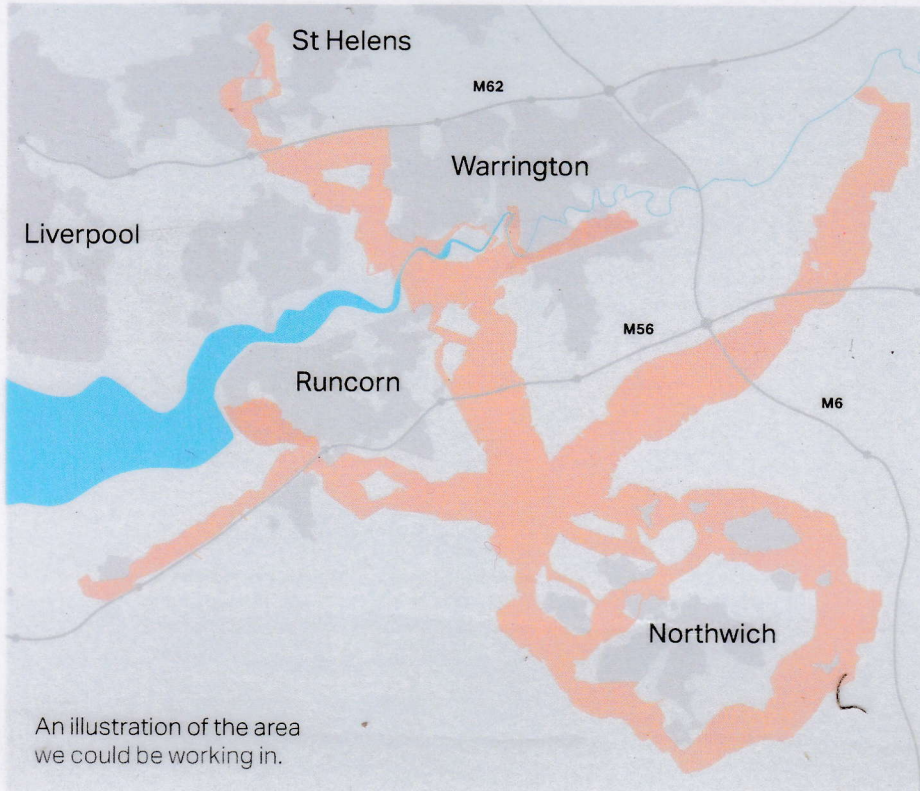 St Helens
M62
Warrington
Liverpool
M56
Runcorn
M6
Northwich
An illustration of the area
we could be working in.